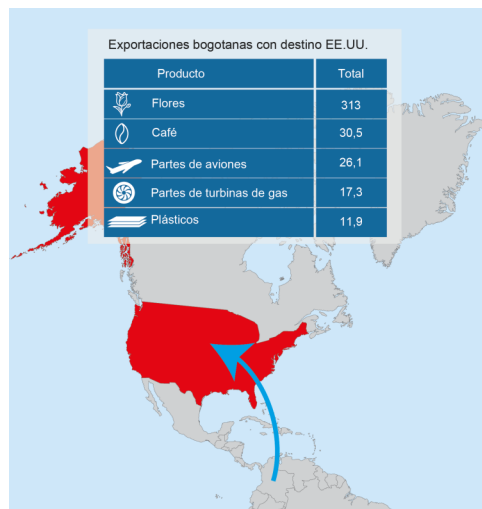 Exportaciones bogotanas con destino EE.UU.
Producto Total
Flores 313
Café 30,5
Partes de aviones 26,1
Partes de turbinas de gas 17,3
Plásticos 11,9